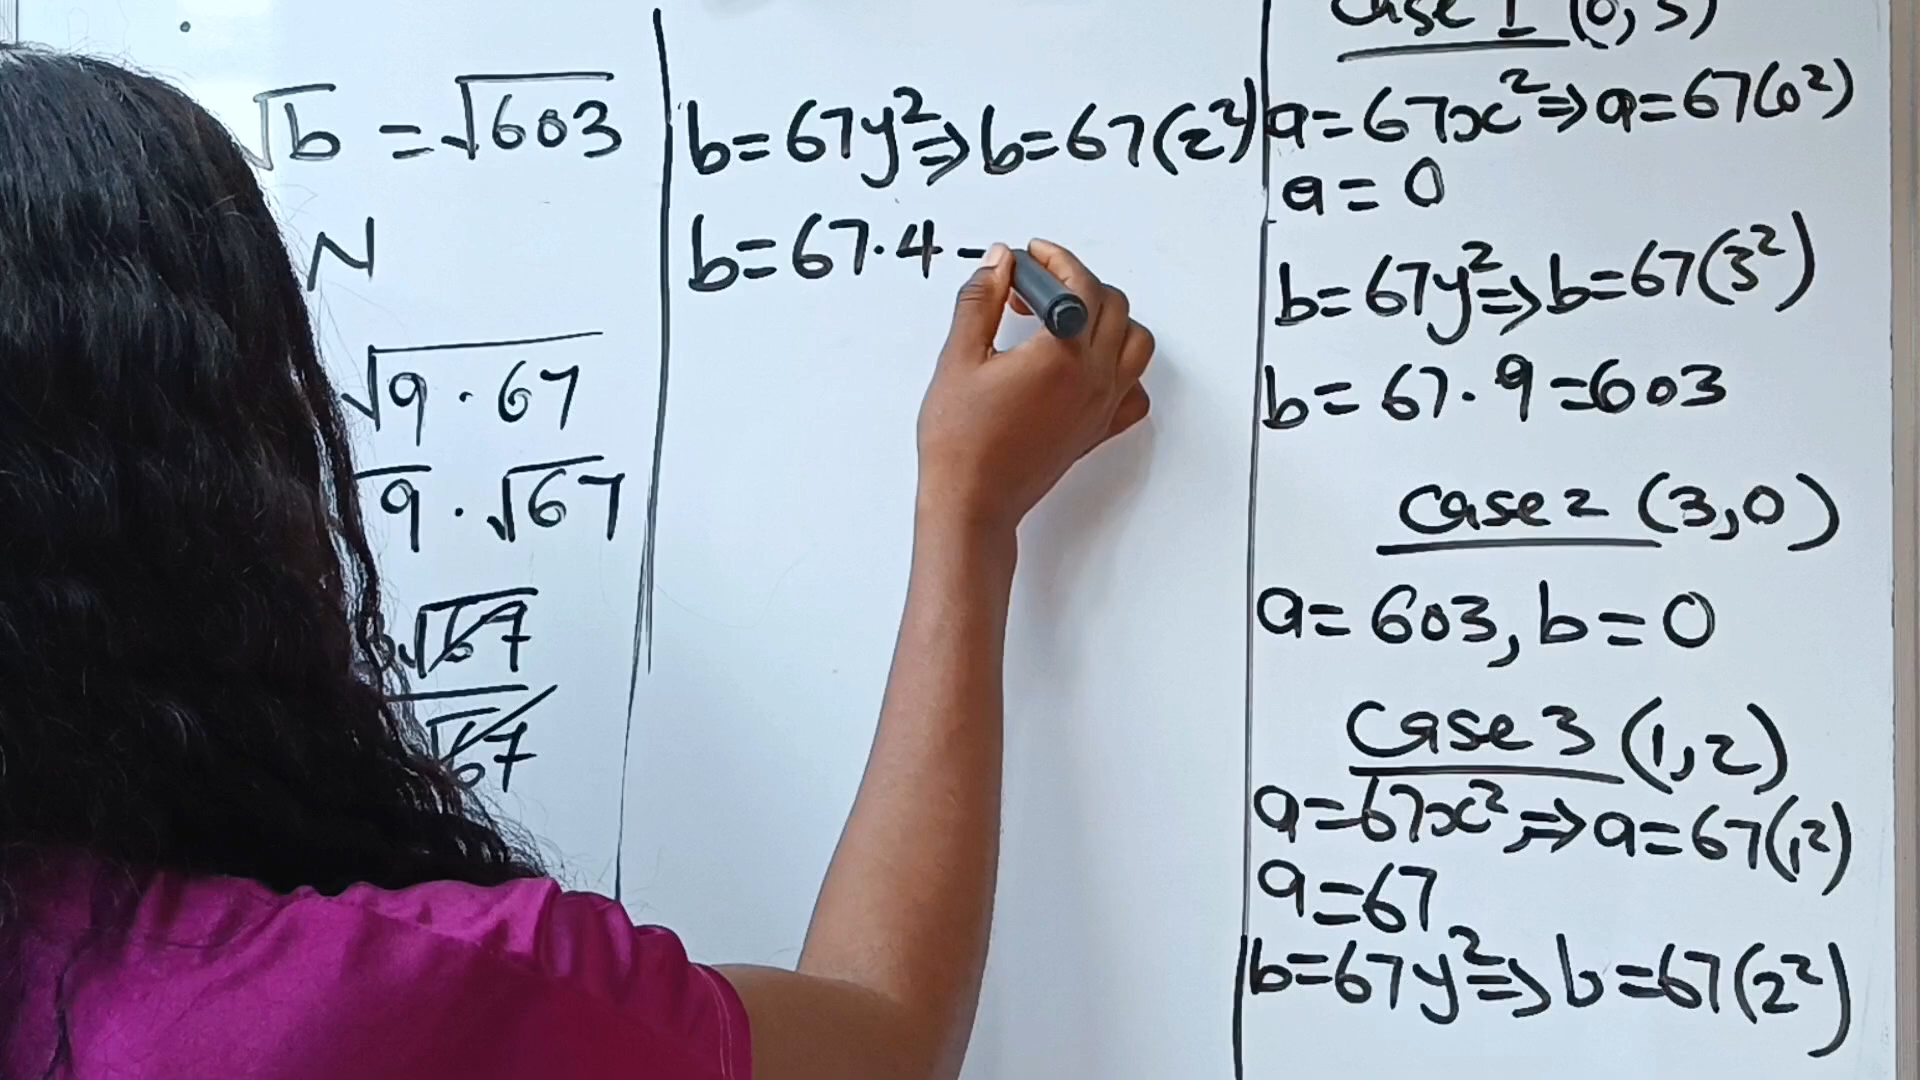 √b = √603
N
√9 · 67
√9 · √67
√67
√67
b=67y²⇒b=67(2²)
b=67·4 -
Case 1 (0,3)
a=67x²⇒a=67(0²)
a=0
b=67y²⇒b=67(3²)
b=67·9=603
Case 2 (3,0)
a=603, b=0
Case 3 (1,2)
a=67x²,⇒a=67(1²)
a=67
b=67y²⇒b=67(2²)